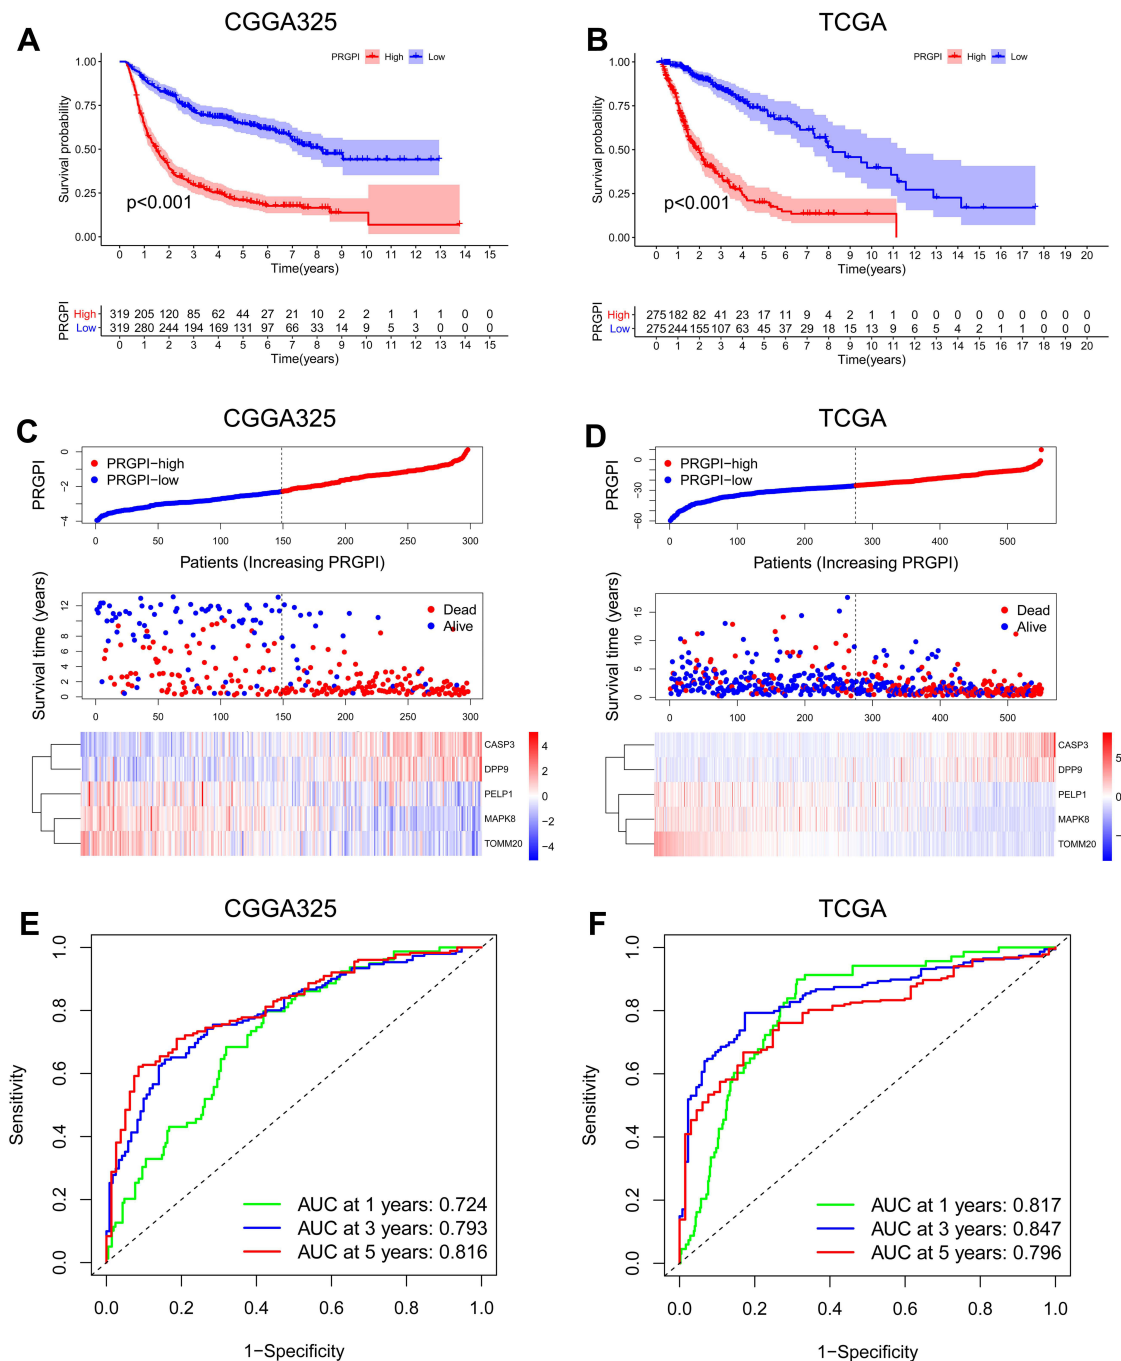 CGGA325
TCGA
A
PRGPI High Low
Survival probability
1.00
0.75
0.50
0.25
0.00
p<0.001
0 1 2 3 4 5 6 7 8 9 10 11 12 13 14 15
Time(years)
PRGPI
High 319 205 120 85 62 44 27 21 10 2 2 1 1 1 0 0
Low 319 280 244 194 169 131 97 66 33 14 9 5 3 0 0 0
0 1 2 3 4 5 6 7 8 9 10 11 12 13 14 15
Time(years)
B
PRGPI High Low
Survival probability
1.00
0.75
0.50
0.25
0.00
p<0.001
0 1 2 3 4 5 6 7 8 9 10 11 12 13 14 15 16 17 18 19 20
Time(years)
PRGPI
High 275 182 82 41 23 17 11 9 4 2 1 1 0 0 0 0 0 0 0 0 0
Low 275 244 155 107 63 45 37 29 18 15 13 9 6 5 4 2 1 1 0 0 0
0 1 2 3 4 5 6 7 8 9 10 11 12 13 14 15 16 17 18 19 20
Time(years)
C
CGGA325
PRGPI
0
−2
−4
PRGPI−high
PRGPI−low
0 50 100 150 200 250 300
Patients (Increasing PRGPI)
Survival time (years)
12
8
6
4
2
0
Dead
Alive
0 50 100 150 200 250 300
CASP3
DPP9
PELP1
MAPK8
TOMM20
4
2
0
−2
−4
D
TCGA
PRGPI
0
−30
−60
PRGPI−high
PRGPI−low
0 100 200 300 400 500
Patients (Increasing PRGPI)
Survival time (years)
15
10
5
0
Dead
Alive
0 100 200 300 400 500
CASP3
DPP9
PELP1
MAPK8
TOMM20
5
0
−
E
CGGA325
Sensitivity
1.0
0.8
0.6
0.4
0.2
0.0
AUC at 1 years: 0.724
AUC at 3 years: 0.793
AUC at 5 years: 0.816
0.0 0.2 0.4 0.6 0.8 1.0
1−Specificity
F
TCGA
Sensitivity
1.0
0.8
0.6
0.4
0.2
0.0
AUC at 1 years: 0.817
AUC at 3 years: 0.847
AUC at 5 years: 0.796
0.0 0.2 0.4 0.6 0.8 1.0
1−Specificity